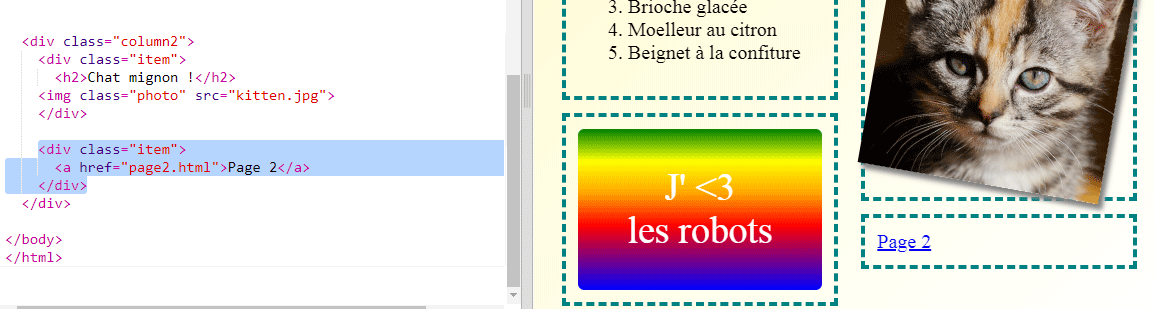 <div class="column2">
<div class="item">
<h2>Chat mignon !</h2>
<img class="photo" src="kitten.jpg">
</div>
<div class="item">
<a href="page2.html">Page 2</a>
</div>
</div>
</body>
</html>
3. Brioche glacée
4. Moelleur au citron
5. Beignet à la confiture
J' <3
les robots
Page 2